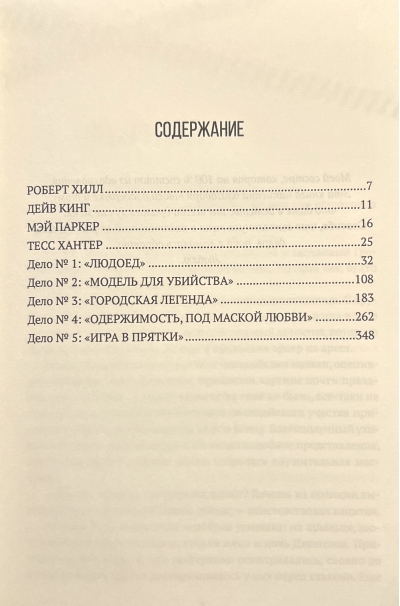 СОДЕРЖАНИЕ
РОБЕРТ ХИЛЛ 7
ДЕЙВ КИНГ 11
МЭЙ ПАРКЕР 16
ТЕСС ХАНТЕР 25
Дело № 1: «ЛЮДОЕД» 32
Дело № 2: «МОДЕЛЬ ДЛЯ УБИЙСТВА» 108
Дело № 3: «ГОРОДСКАЯ ЛЕГЕНДА» 183
Дело № 4: «ОДЕРЖИМОСТЬ, ПОД МАСКОЙ ЛЮБВИ» 262
Дело № 5: «ИГРА В ПРЯТКИ» 348